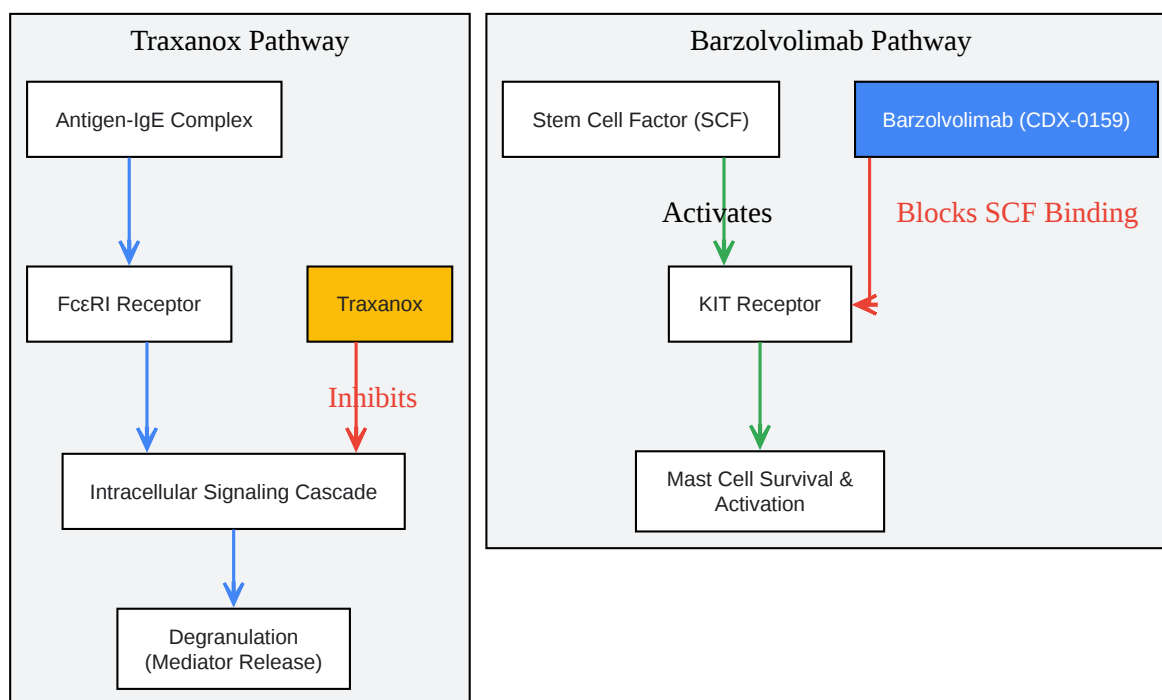 Traxanox Pathway
Antigen-IgE Complex
FcεRI Receptor
Traxanox
Inhibits
Intracellular Signaling Cascade
Degranulation
(Mediator Release)
Barzolvolimab Pathway
Stem Cell Factor (SCF)
Barzolvolimab (CDX-0159)
Activates
Blocks SCF Binding
KIT Receptor
Mast Cell Survival &
Activation